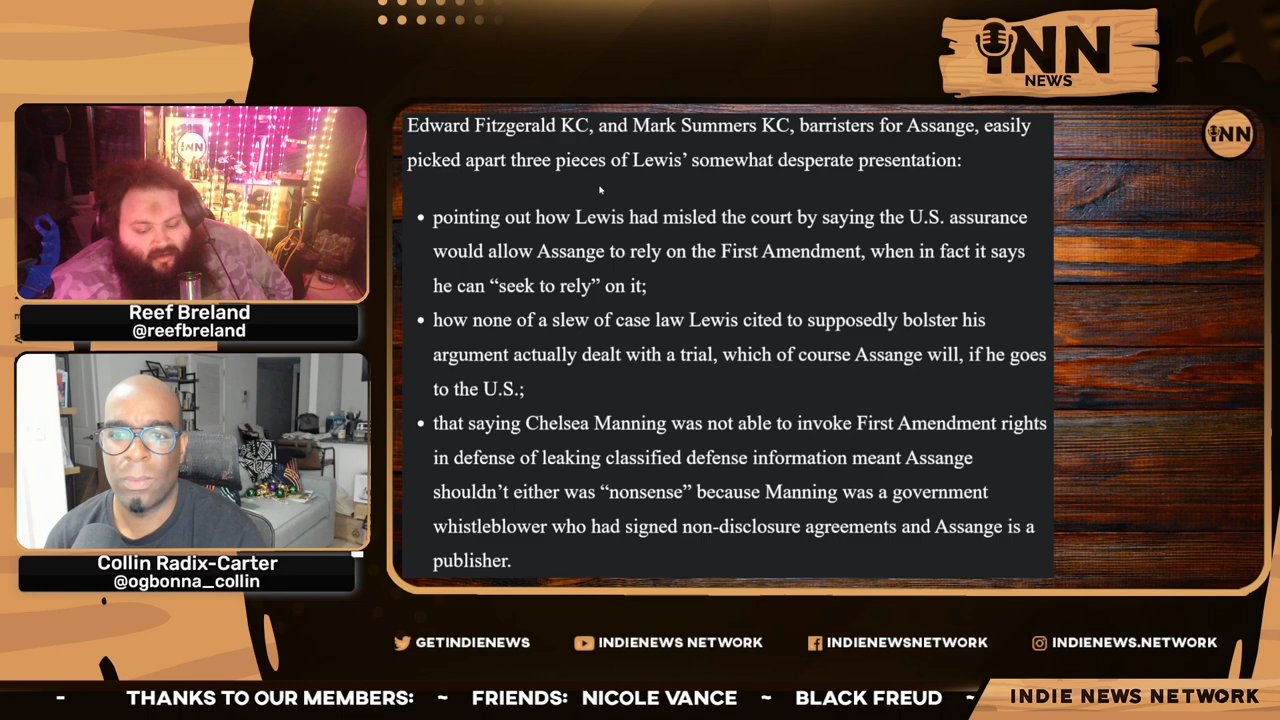 INN
NEWS
INN
INN
Edward Fitzgerald KC, and Mark Summers KC, barristers for Assange, easily
picked apart three pieces of Lewis’ somewhat desperate presentation:
• pointing out how Lewis had misled the court by saying the U.S. assurance
would allow Assange to rely on the First Amendment, when in fact it says
he can “seek to rely” on it;
• how none of a slew of case law Lewis cited to supposedly bolster his
argument actually dealt with a trial, which of course Assange will, if he goes
to the U.S.;
• that saying Chelsea Manning was not able to invoke First Amendment rights
in defense of leaking classified defense information meant Assange
shouldn’t either was “nonsense” because Manning was a government
whistleblower who had signed non-disclosure agreements and Assange is a
publisher.
Reef Breland
@reefbreland
Collin Radix-Carter
@ogbonna_collin
GETINDIENEWS
INDIENEWS NETWORK
INDIENEWSNETWORK
INDIENEWS.NETWORK
- THANKS TO OUR MEMBERS: ~ FRIENDS: NICOLE VANCE ~ BLACK FREUD ~
INDIE NEWS NETWORK